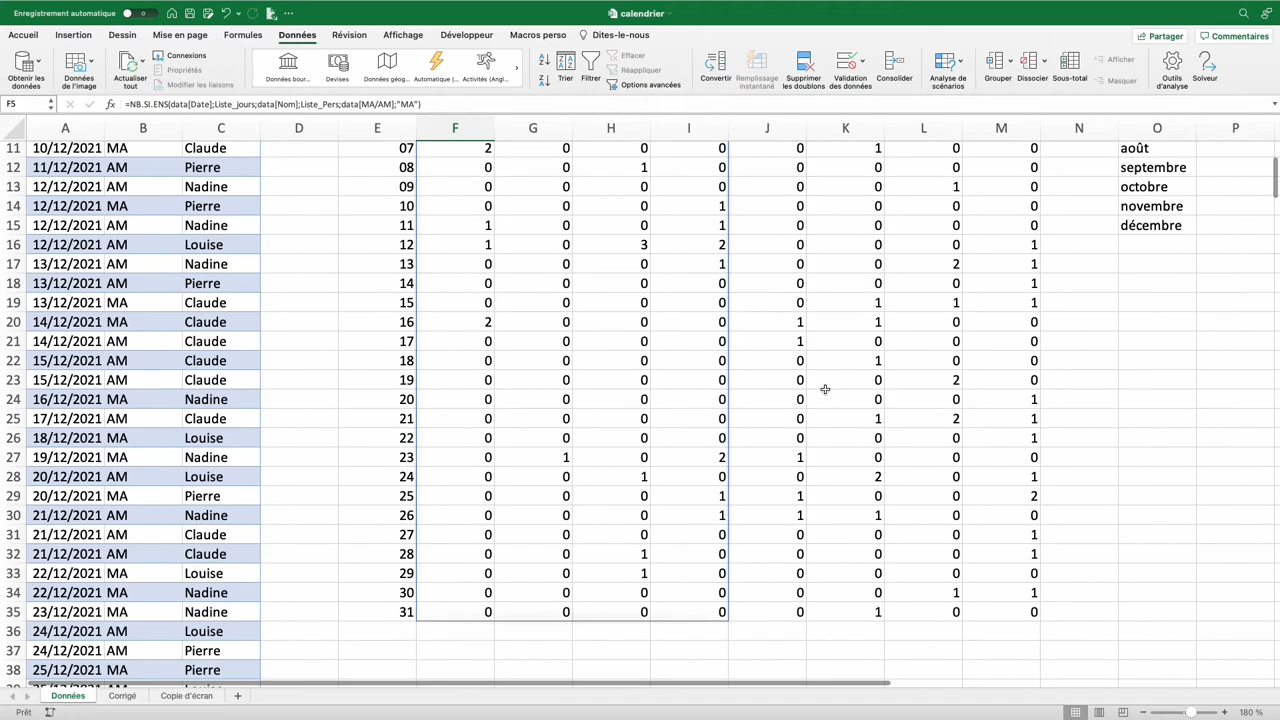 Enregistrement automatique
calendrier
Accueil Insertion Dessin Mise en page Formules Données Révision Affichage Développeur Macros perso Dites-le-nous Partager Commentaires
Obtenir les données
Données de l'image
Actualiser tout
Connexions
Propriétés
Modifier les liaisons
Données bour...
Devises
Données géog...
Automatique (...
Activités (Angl...
Trier
Filtrer
Effacer
Réappliquer
Options avancées
Convertir
Remplissage instantané
Supprimer les doublons
Validation des données
Consolider
Analyse de scénarios
Grouper
Dissocier
Sous-total
Afficher
Masquer
Outils d'analyse
Solveur
F5 =NB.SI.ENS(data[Date];Liste_jours;data[Nom];Liste_Pers;data[MA/AM];"MA")
A B C D E F G H I J K L M N O P
11 10/12/2021 MA Claude 07 2 0 0 0 0 1 0 0 août
12 11/12/2021 AM Pierre 08 0 0 1 0 0 0 0 0 septembre
13 12/12/2021 AM Nadine 09 0 0 0 0 0 0 1 0 octobre
14 12/12/2021 MA Pierre 10 0 0 0 1 0 0 0 0 novembre
15 12/12/2021 AM Nadine 11 1 0 0 1 0 0 0 0 décembre
16 12/12/2021 AM Louise 12 1 0 3 2 0 0 0 1
17 13/12/2021 AM Nadine 13 0 0 0 1 0 0 2 1
18 13/12/2021 AM Pierre 14 0 0 0 0 0 0 0 1
19 13/12/2021 MA Claude 15 0 0 0 0 0 1 1 1
20 14/12/2021 MA Claude 16 2 0 0 0 1 1 0 0
21 14/12/2021 AM Claude 17 0 0 0 0 1 0 0 0
22 15/12/2021 AM Claude 18 0 0 0 0 0 1 0 0
23 15/12/2021 AM Claude 19 0 0 0 0 0 0 2 0
24 16/12/2021 MA Nadine 20 0 0 0 0 0 0 0 1
25 17/12/2021 AM Claude 21 0 0 0 0 0 1 2 1
26 18/12/2021 MA Louise 22 0 0 0 0 0 0 0 1
27 19/12/2021 MA Nadine 23 0 1 0 2 1 0 0 0
28 20/12/2021 AM Louise 24 0 0 1 0 0 2 0 1
29 20/12/2021 MA Pierre 25 0 0 0 1 1 0 0 2
30 21/12/2021 AM Nadine 26 0 0 0 1 1 1 0 0
31 21/12/2021 AM Claude 27 0 0 0 0 0 0 0 1
32 21/12/2021 AM Claude 28 0 0 1 0 0 0 0 1
33 22/12/2021 MA Louise 29 0 0 1 0 0 0 0 0
34 22/12/2021 MA Nadine 30 0 0 0 0 0 0 1 1
35 23/12/2021 MA Nadine 31 0 0 0 0 0 1 0 0
36 24/12/2021 AM Louise
37 24/12/2021 AM Pierre
38 25/12/2021 MA Pierre
Données Corrigé Copie d'écran
Prêt 180 %